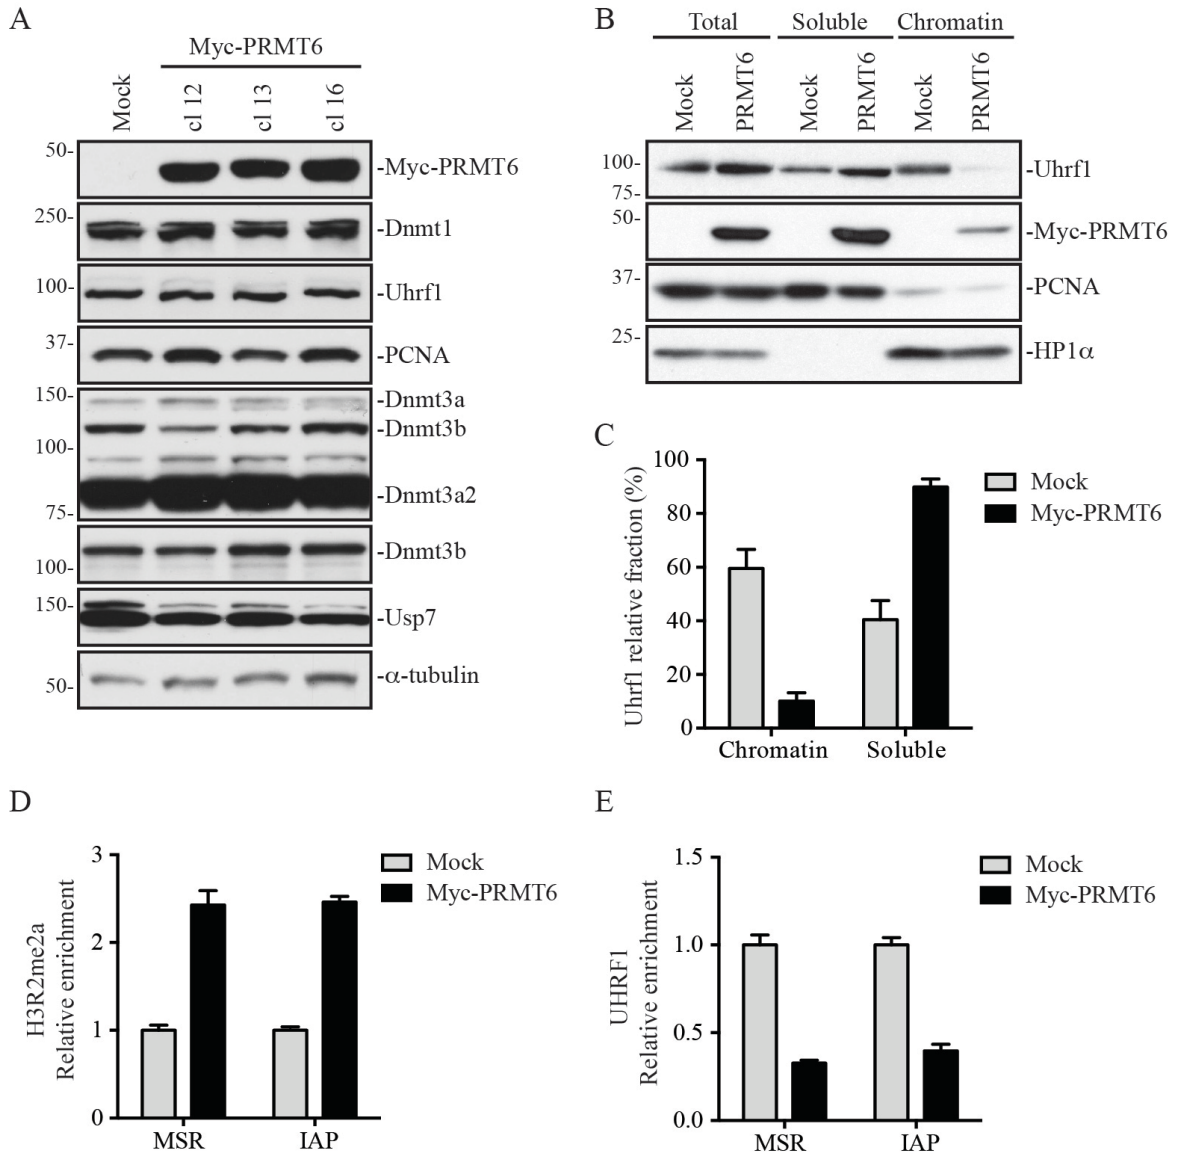 A
Myc-PRMT6
Mock
cl 12
cl 13
cl 16
50-
-Myc-PRMT6
250-
-Dnmt1
100-
-Uhrf1
37-
-PCNA
150-
-Dnmt3a
-Dnmt3b
100-
-Dnmt3a2
75-
-Dnmt3b
100-
150-
-Usp7
-α-tubulin
50-
B
Total
Soluble
Chromatin
Mock
PRMT6
Mock
PRMT6
Mock
PRMT6
100-
-Uhrf1
75-
50-
-Myc-PRMT6
37-
-PCNA
25-
-HP1α
C
Uhrf1 relative fraction (%)
100
80
60
40
20
0
Chromatin
Soluble
Mock
Myc-PRMT6
D
H3R2me2a
Relative enrichment
3
2
1
0
MSR
IAP
Mock
Myc-PRMT6
E
UHRF1
Relative enrichment
1.5
1.0
0.5
0.0
MSR
IAP
Mock
Myc-PRMT6